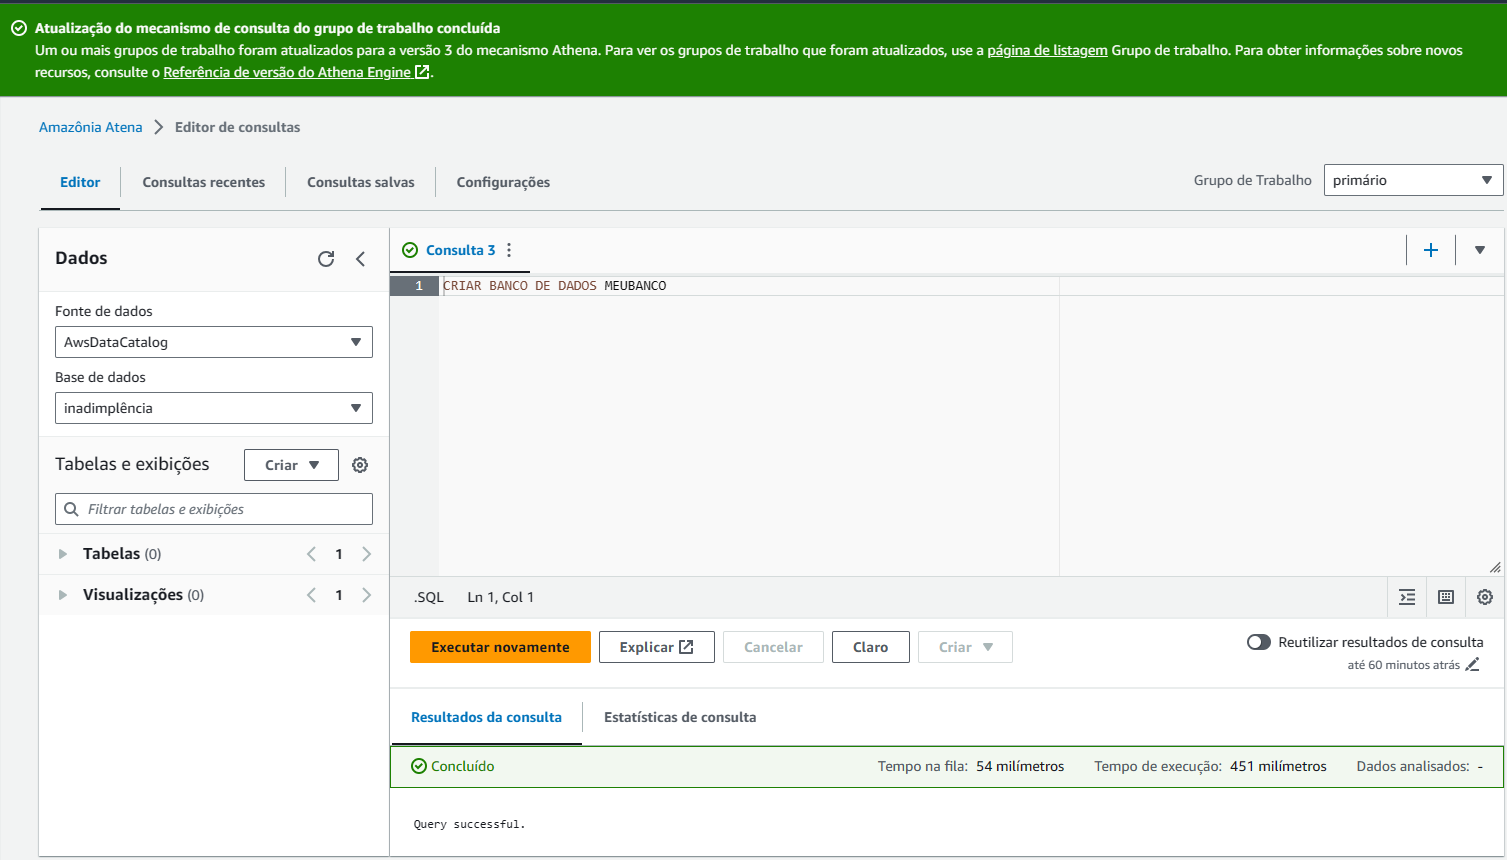 Atualização do mecanismo de consulta do grupo de trabalho concluída
Um ou mais grupos de trabalho foram atualizados para a versão 3 do mecanismo Athena. Para ver os grupos de trabalho que foram atualizados, use a página de listagem Grupo de trabalho. Para obter informações sobre novos
recursos, consulte o Referência de versão do Athena Engine.
Amazônia Atena > Editor de consultas
Editor Consultas recentes Consultas salvas Configurações
Grupo de Trabalho primário
Dados
Fonte de dados
AwsDataCatalog
Base de dados
inadimplência
Tabelas e exibições Criar
Filtrar tabelas e exibições
Tabelas (0) 1
Visualizações (0) 1
Consulta 3
1 CRIAR BANCO DE DADOS MEUBANCO
.SQL Ln 1, Col 1
Executar novamente Explicar Cancelar Claro Criar
Reutilizar resultados de consulta
até 60 minutos atrás
Resultados da consulta Estatísticas de consulta
Concluído Tempo na fila: 54 milímetros Tempo de execução: 451 milímetros Dados analisados: -
Query successful.